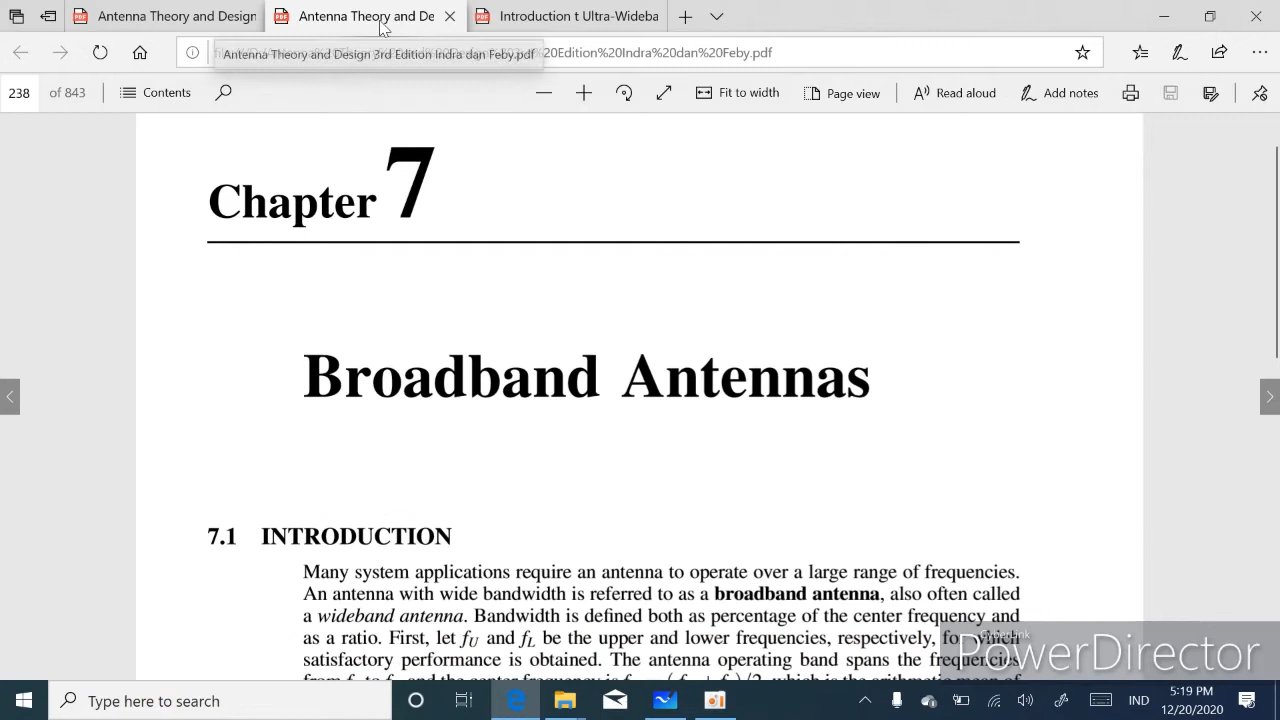 Antenna Theory and Design
Antenna Theory and De
Introduction t Ultra-Weba
%20Edition%20Indra%20dan%20Feby.pdf
Antenna Theory and Design 3rd Edition Indra dan Feby.pdf
238 of 843
Contents
Fit to width
Page view
Read aloud
Add notes
Chapter 7
Broadband Antennas
7.1 INTRODUCTION
Many system applications require an antenna to operate over a large range of frequencies.
An antenna with wide bandwidth is referred to as a broadband antenna, also often called
a wideband antenna. Bandwidth is defined both as percentage of the center frequency and
as a ratio. First, let fU and fL be the upper and lower frequencies, respectively, for which
satisfactory performance is obtained. The antenna operating band spans the frequencies
CyberLink
PowerDirector
Type here to search
IND
5:19 PM
12/20/2020